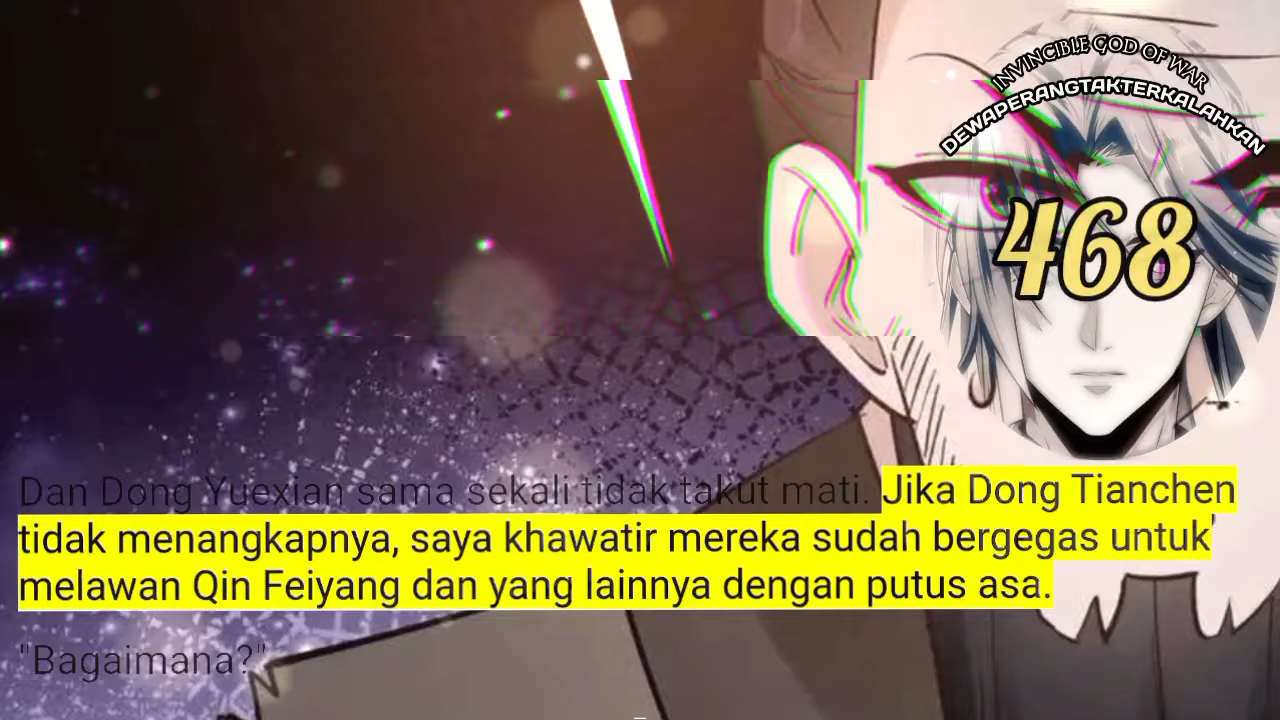 INVINCIBLE GOD OF WAR
DEWAPERANGTAKTERKALAHKAN
468
Dan Dong Yuexian sama sekali tidak takut mati. Jika Dong Tianchen
tidak menangkapnya, saya khawatir mereka sudah bergegas untuk
melawan Qin Feiyang dan yang lainnya dengan putus asa.
"Bagaimana?"